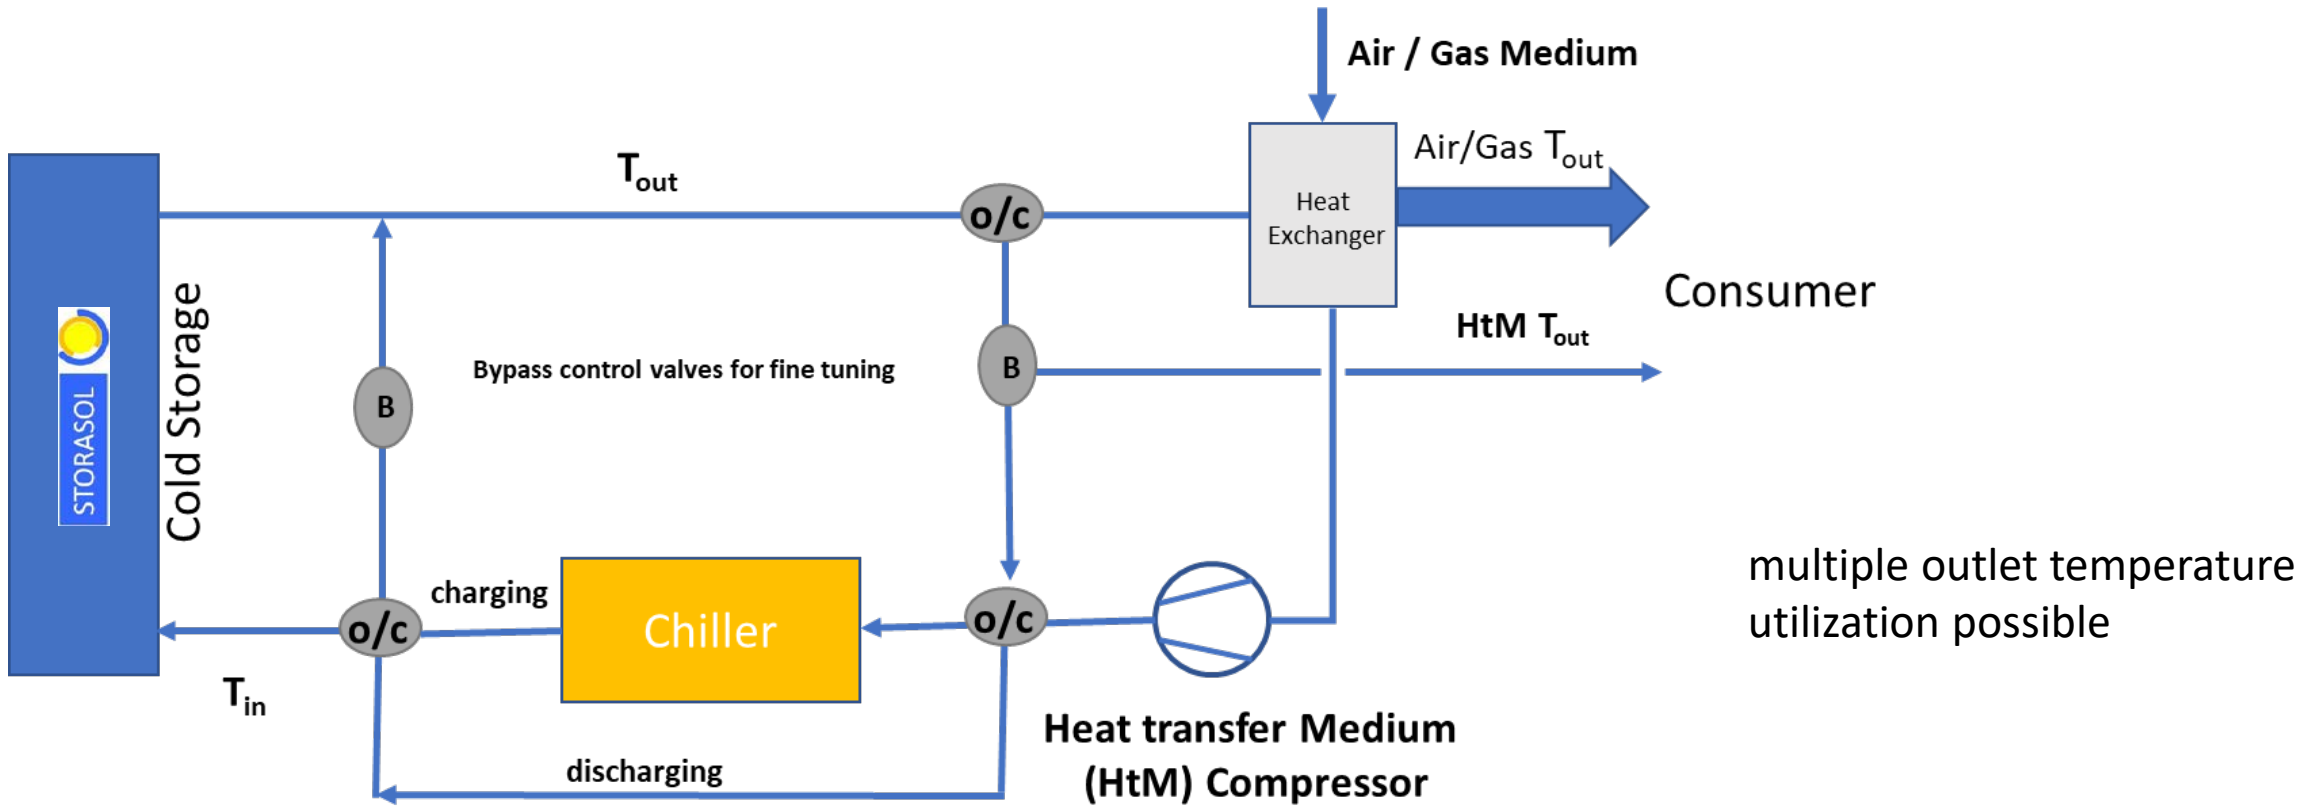 Air / Gas Medium
Air/Gas Tout
Tout
o/c
Heat
Exchanger
Consumer
HtM Tout
B
Bypass control valves for fine tuning
B
STORASOL
Cold Storage
charging
Chiller
o/c
o/c
Tin
discharging
Heat transfer Medium
(HtM) Compressor
multiple outlet temperature
utilization possible